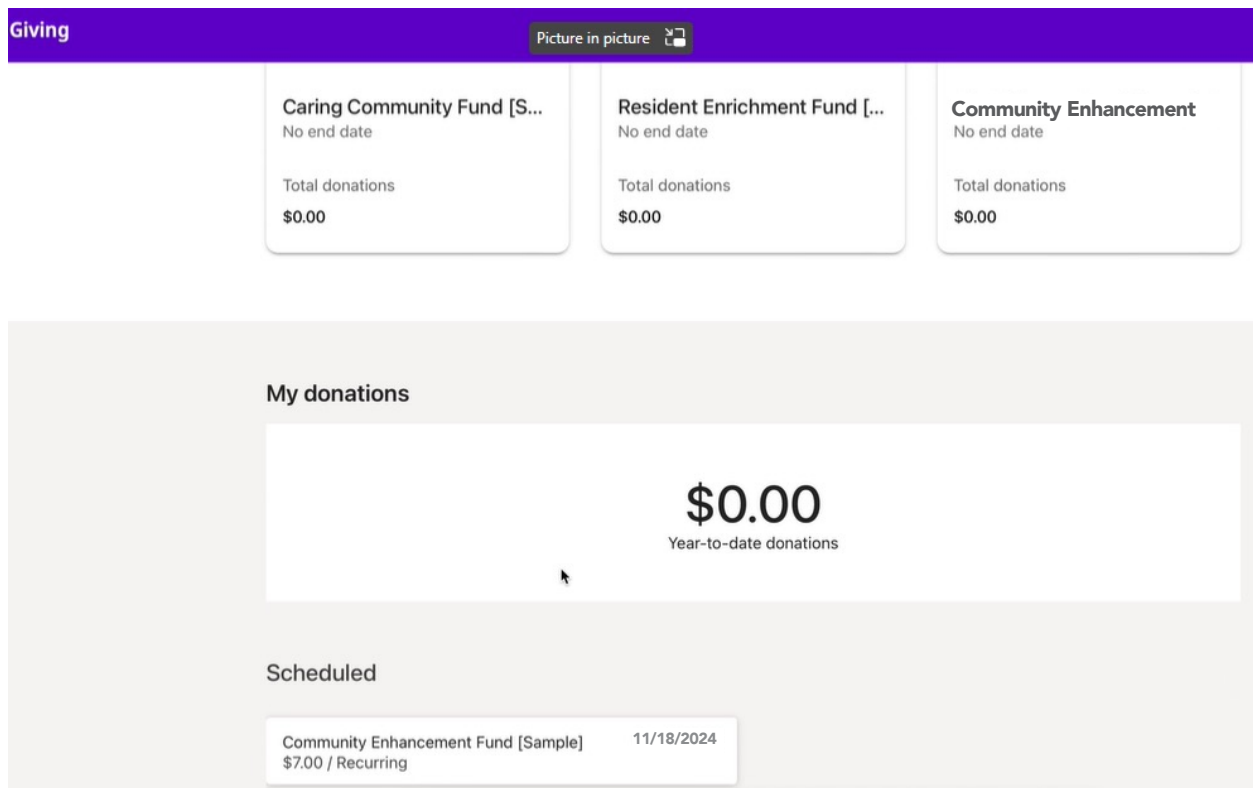 Giving
Picture in picture
Caring Community Fund [S...
No end date
Total donations
$0.00
Resident Enrichment Fund [...
No end date
Total donations
$0.00
Community Enhancement
No end date
Total donations
$0.00
My donations
$0.00
Year-to-date donations
Scheduled
Community Enhancement Fund [Sample] 11/18/2024
$7.00 / Recurring